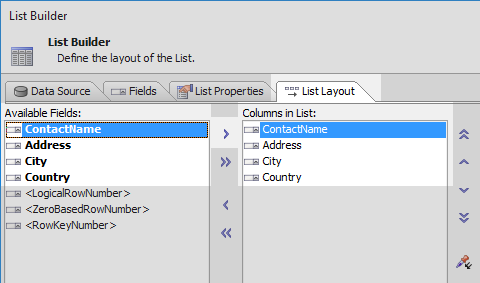 List Builder
List Builder
Define the layout of the List.
Data Source
Fields
List Properties
List Layout
Available Fields:
ContactName
Address
City
Country
<LogicalRowNumber>
<ZeroBasedRowNumber>
<RowKeyNumber>
Columns in List:
ContactName
Address
City
Country